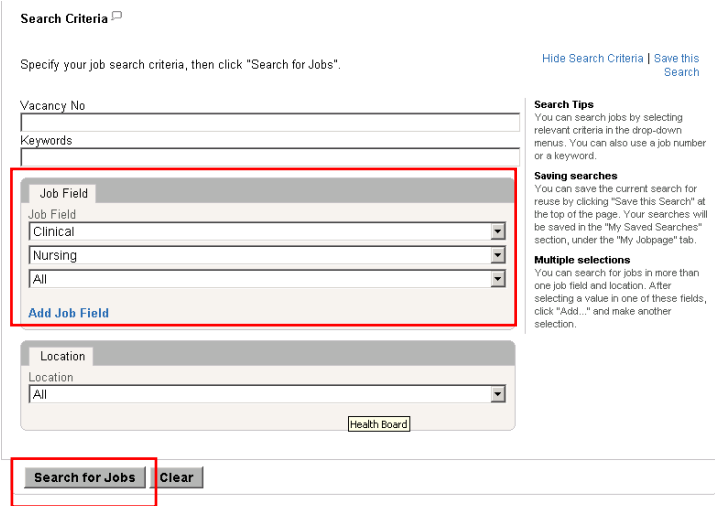 Search Criteria
Specify your job search criteria, then click "Search for Jobs".
Hide Search Criteria | Save this
Search
Vacancy No
Keywords
Job Field
Job Field
Clinical
Nursing
All
Add Job Field
Location
Location
All
Health Board
Search for Jobs
Clear
Search Tips
You can search jobs by selecting
relevant criteria in the drop-down
menus. You can also use a job number
or a keyword.
Saving searches
You can save the current search for
reuse by clicking "Save this Search" at
the top of the page. Your searches will
be saved in the "My Saved Searches"
section, under the "My Jobpage" tab.
Multiple selections
You can search for jobs in more than
one job field and location. After
selecting a value in one of these fields,
click "Add..." and make another
selection.